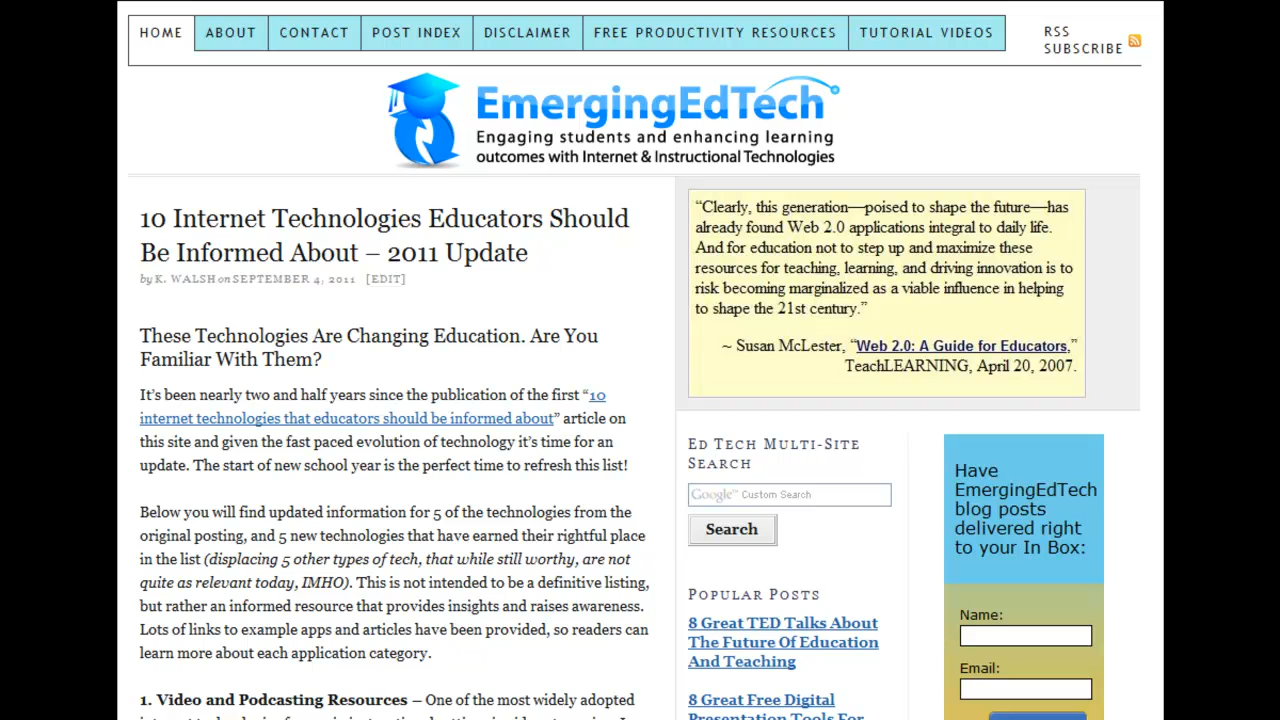 HOME
ABOUT
CONTACT
POST INDEX
DISCLAIMER
FREE PRODUCTIVITY RESOURCES
TUTORIAL VIDEOS
RSS
SUBSCRIBE
EmergingEdTech
Engaging students and enhancing learning
outcomes with Internet & Instructional Technologies
10 Internet Technologies Educators Should
Be Informed About – 2011 Update
by K. WALSH on SEPTEMBER 4, 2011 [EDIT]
These Technologies Are Changing Education. Are You
Familiar With Them?
It’s been nearly two and half years since the publication of the first “10
internet technologies that educators should be informed about” article on
this site and given the fast paced evolution of technology it’s time for an
update. The start of new school year is the perfect time to refresh this list!
Below you will find updated information for 5 of the technologies from the
original posting, and 5 new technologies that have earned their rightful place
in the list (displacing 5 other types of tech, that while still worthy, are not
quite as relevant today, IMHO). This is not intended to be a definitive listing,
but rather an informed resource that provides insights and raises awareness.
Lots of links to example apps and articles have been provided, so readers can
learn more about each application category.
1. Video and Podcasting Resources – One of the most widely adopted
“Clearly, this generation—poised to shape the future—has
already found Web 2.0 applications integral to daily life.
And for education not to step up and maximize these
resources for teaching, learning, and driving innovation is to
risk becoming marginalized as a viable influence in helping
to shape the 21st century.”
~ Susan McLester, “Web 2.0: A Guide for Educators,”
TeachLEARNING, April 20, 2007.
ED TECH MULTI-SITE
SEARCH
Google™ Custom Search
Search
POPULAR POSTS
8 Great TED Talks About
The Future Of Education
And Teaching
8 Great Free Digital
Presentation Tools For
Have
EmergingEdTech
blog posts
delivered right
to your In Box:
Name:
Email: